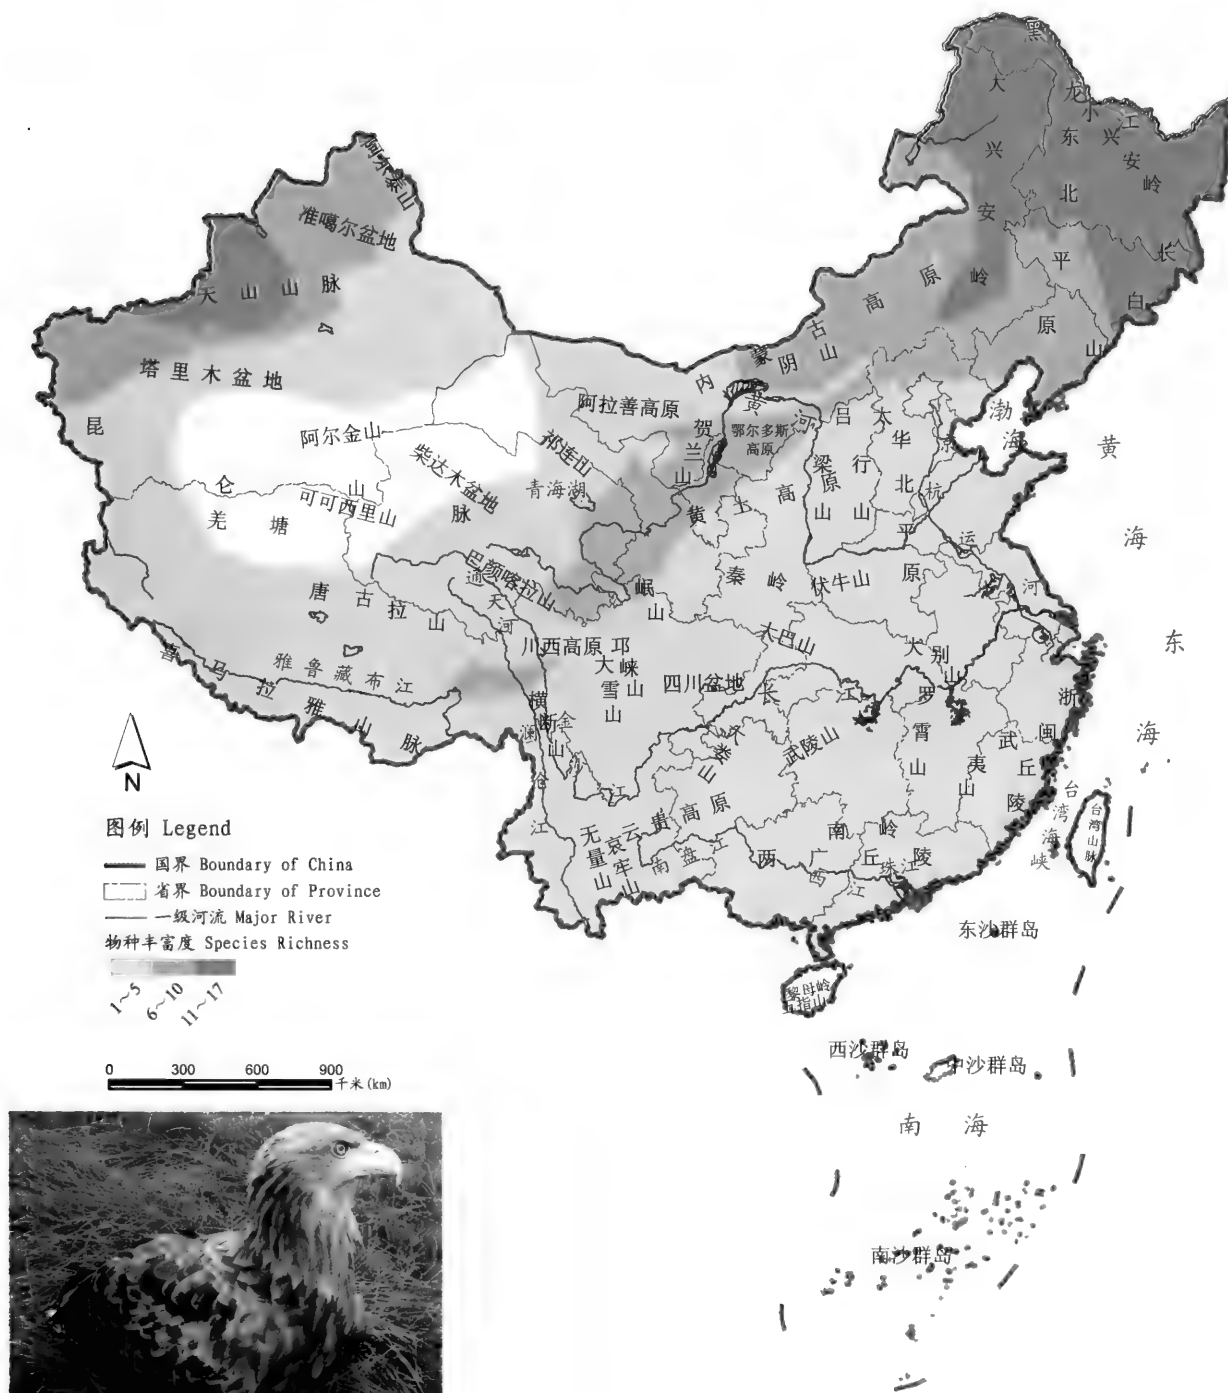 黑龙江
大兴安岭
小兴安岭
东北平原
长白山
阿尔泰山
准噶尔盆地
天山山脉
塔里木盆地
内蒙古高原
阴山
阿拉善高原
贺兰山
黄河
鄂尔多斯
高原
吕梁山
太行山
华北平原
京杭运河
渤海
黄海
昆仑山脉
阿尔金山
柴达木盆地
祁连山
青海湖
可可西里山
羌塘
黄土高原
秦岭
伏牛山
岷山
巴颜喀拉山
通天河
唐古拉山
川西高原
邛崃山
大雪山
大巴山
大别山
四川盆地
长江
喜马拉雅山脉
雅鲁藏布江
横断山
金沙江
澜沧江
武陵山
娄山
罗霄山
武夷山
浙闽丘陵
东海
台湾海峡
台湾山脉
无量山
哀牢山
云贵高原
南盘江
南岭
两广丘陵
西江
珠江
东沙群岛
黎母岭
五指山
西沙群岛
中沙群岛
南海
南沙群岛
N
图例 Legend
国界 Boundary of China
省界 Boundary of Province
一级河流 Major River
物种丰富度 Species Richness
1～5
6～10
11～17
0 300 600 900
千米(km)